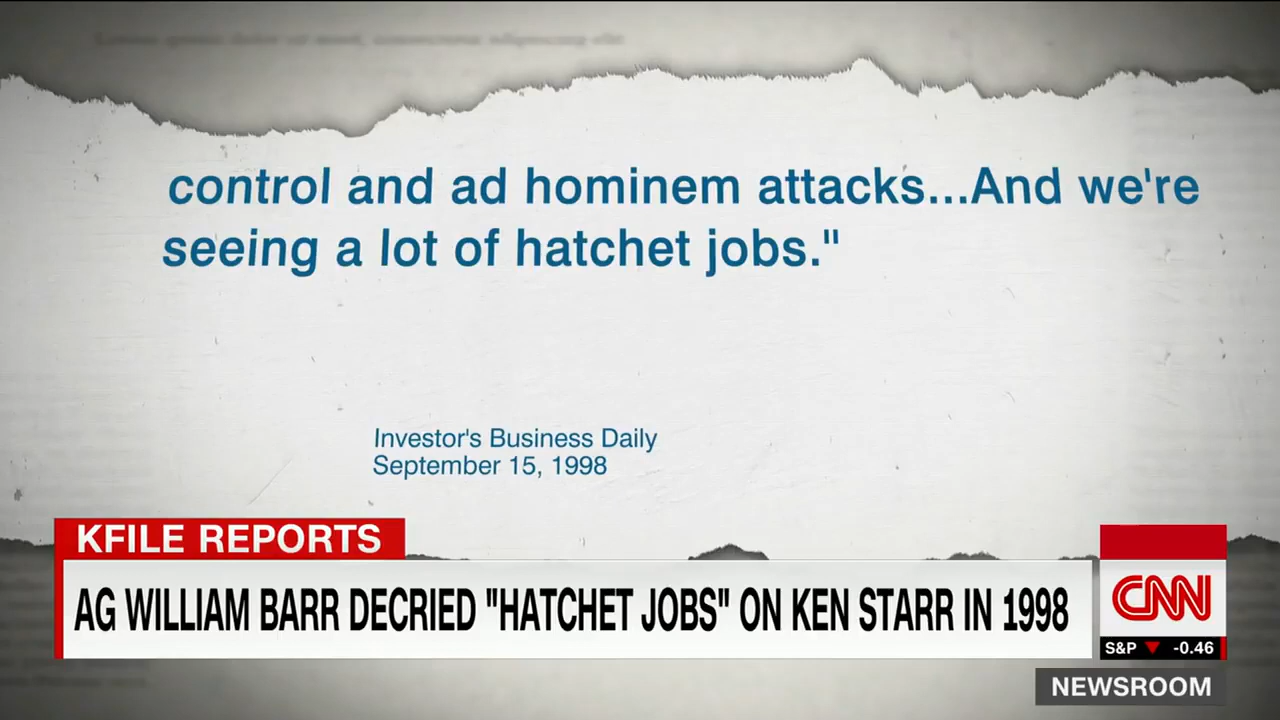 control and ad hominem attacks...And we're
seeing a lot of hatchet jobs."
Investor's Business Daily
September 15, 1998
KFILE REPORTS
AG WILLIAM BARR DECRIED "HATCHET JOBS" ON KEN STARR IN 1998
CNN
S&P ▼ -0.46
NEWSROOM